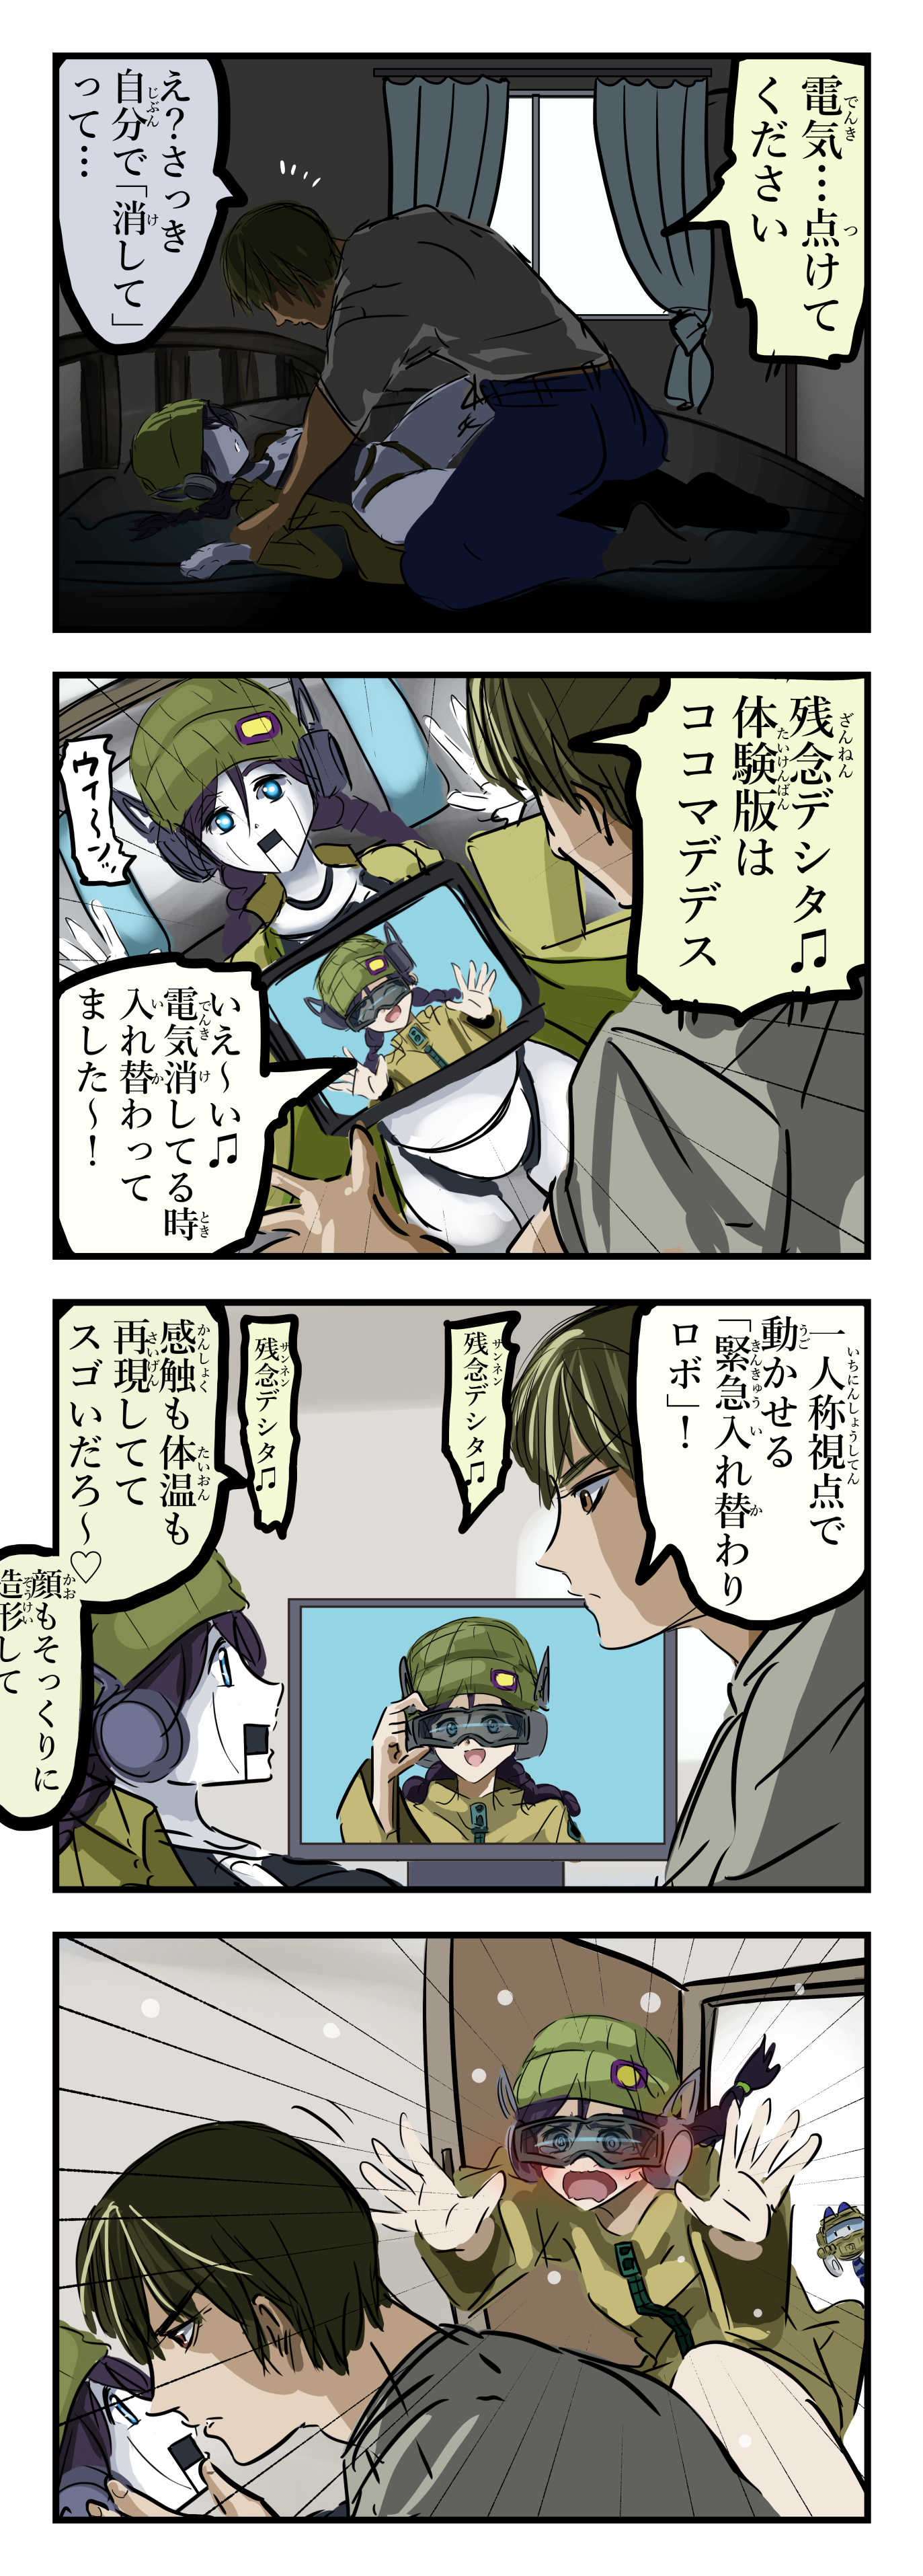 電気…点けて
ください
え？さっき
自分で「消して」
って…
残念デシタ♫
体験版は
ココマデデス
ウィ～ン…
いえ～い♫
電気消してる時
入れ替わって
ました～！
一人称視点で
動かせる
「緊急入れ替わり
ロボ」！
残念デシタ♫
残念デシタ♫
感触も体温も
再現してて
スゴいだろ～♡
顔もそっくりに
造形して